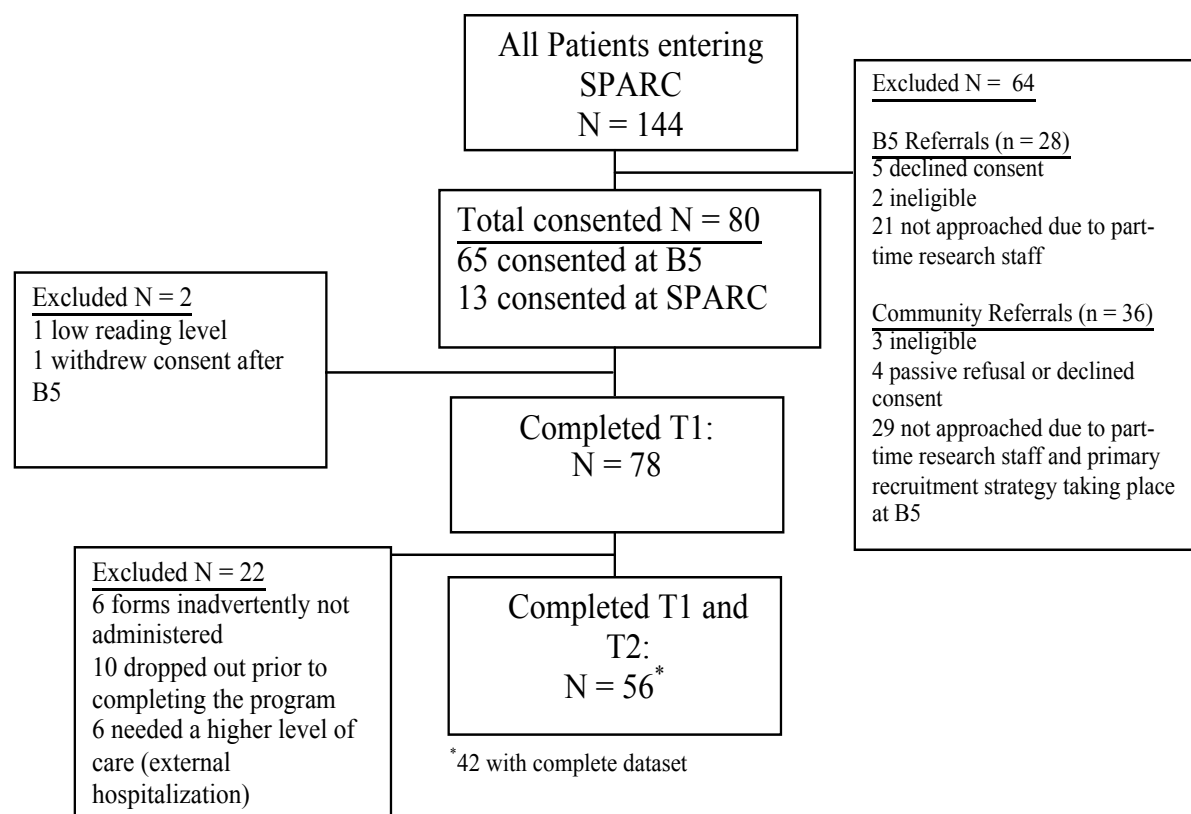 All Patients entering
SPARC
N = 144
Excluded N =  64
B5 Referrals (n = 28)
5 declined consent
2 ineligible
21 not approached due to part-
time research staff
Community Referrals (n = 36)
3 ineligible
4 passive refusal or declined
consent
29 not approached due to part-
time research staff and primary
recruitment strategy taking place
at B5
Total consented N = 80
65 consented at B5
13 consented at SPARC
Excluded N = 2
1 low reading level
1 withdrew consent after
B5
Completed T1:
N = 78
Excluded N = 22
6 forms inadvertently not
administered
10 dropped out prior to
completing the program
6 needed a higher level of
care (external
hospitalization)
Completed T1 and
T2:
N = 56*
*42 with complete dataset